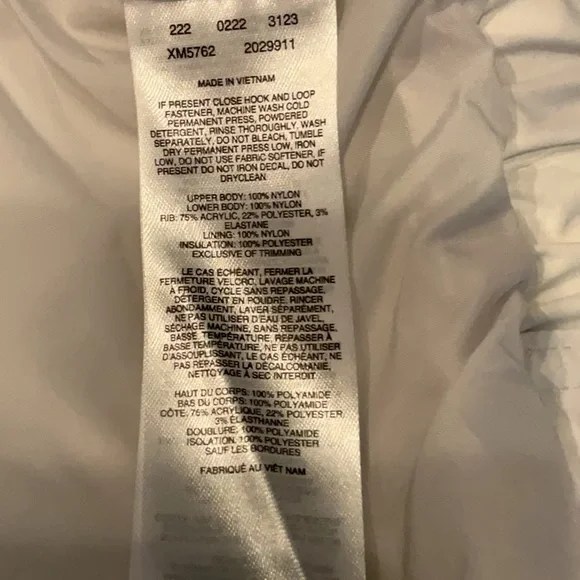 222 0222 3123
XM5762 2029911
MADE IN VIETNAM
IF PRESENT CLOSE HOOK AND LOOP
FASTENER, MACHINE WASH COLD
PERMANENT PRESS, POWDERED
DETERGENT, RINSE THOROUGHLY, WASH
SEPARATELY, DO NOT BLEACH, TUMBLE
DRY PERMANENT PRESS LOW, IRON
LOW, DO NOT USE FABRIC SOFTENER, IF
PRESENT DO NOT IRON DECAL, DO NOT
DRYCLEAN
UPPER BODY: 100% NYLON
LOWER BODY: 100% NYLON
RIB: 75% ACRYLIC, 22% POLYESTER, 3%
ELASTANE
LINING: 100% NYLON
INSULATION: 100% POLYESTER
EXCLUSIVE OF TRIMMING
LE CAS ÉCHÉANT, FERMER LA
FERMETURE VELCRO, LAVAGE MACHINE
À FROID, CYCLE SANS REPASSAGE,
DÉTERGENT EN POUDRE, RINCER
ABONDAMMENT, LAVER SÉPARÉMENT,
NE PAS UTILISER D'EAU DE JAVEL,
SÉCHAGE MACHINE, SANS REPASSAGE,
BASSE TEMPÉRATURE, REPASSER À
BASSE TEMPÉRATURE, NE PAS UTILISER
D'ASSOUPLISSANT, LE CAS ÉCHÉANT, NE
PAS REPASSER LA DÉCALCOMANIE,
NETTOYAGE À SEC INTERDIT
HAUT DU CORPS: 100% POLYAMIDE
BAS DU CORPS: 100% POLYAMIDE
CÔTE: 75% ACRYLIQUE, 22% POLYESTER,
3% ÉLASTHANNE
DOUBLURE: 100% POLYAMIDE
ISOLATION: 100% POLYESTER
SAUF LES BORDURES
FABRIQUÉ AU VIET NAM